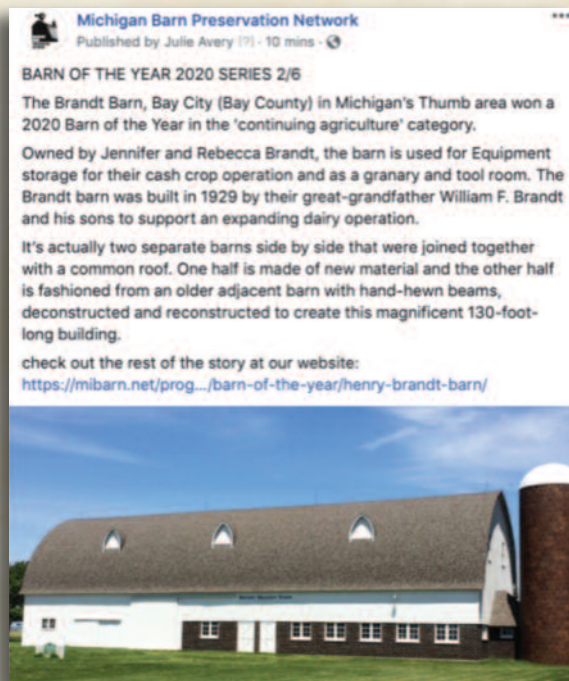 Michigan Barn Preservation Network
Published by Julie Avery [?] · 10 mins ·
BARN OF THE YEAR 2020 SERIES 2/6
The Brandt Barn, Bay City (Bay County) in Michigan's Thumb area won a
2020 Barn of the Year in the 'continuing agriculture' category.
Owned by Jennifer and Rebecca Brandt, the barn is used for Equipment
storage for their cash crop operation and as a granary and tool room. The
Brandt barn was built in 1929 by their great-grandfather William F. Brandt
and his sons to support an expanding dairy operation.
It's actually two separate barns side by side that were joined together
with a common roof. One half is made of new material and the other half
is fashioned from an older adjacent barn with hand-hewn beams,
deconstructed and reconstructed to create this magnificent 130-foot-
long building.
check out the rest of the story at our website:
https://mibarn.net/prog.../barn-of-the-year/henry-brandt-barn/